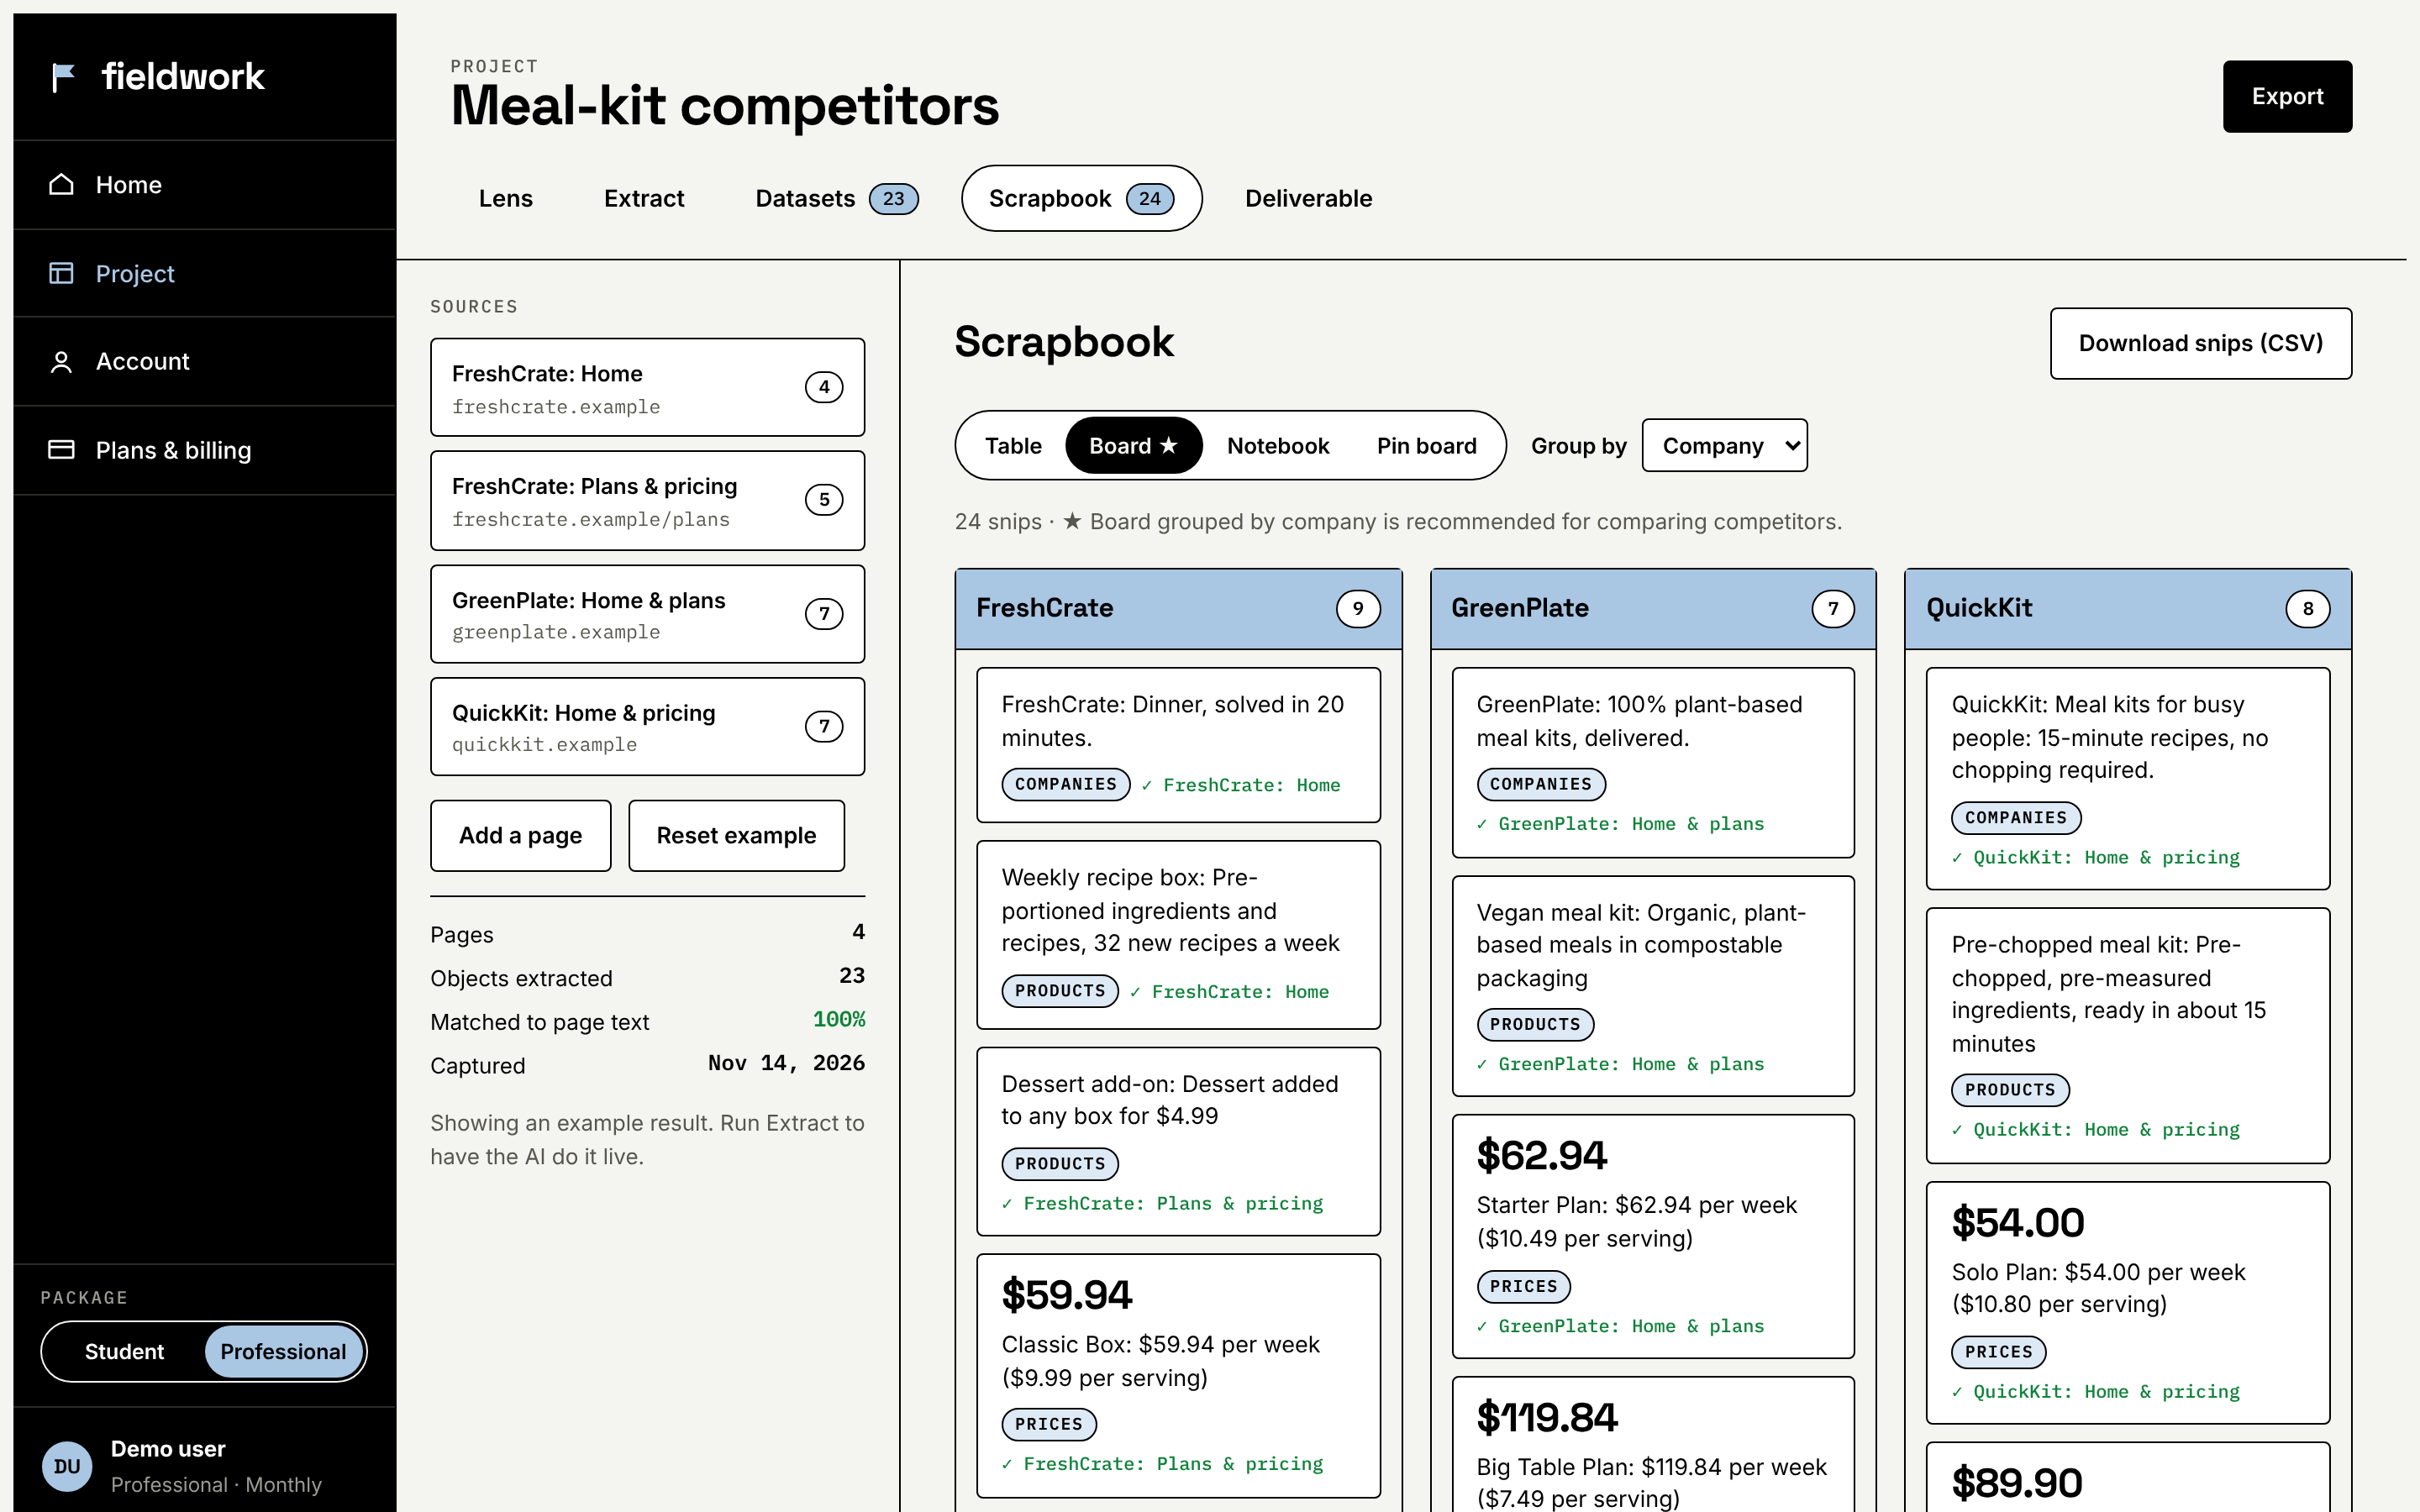 fieldwork
Home
Project
Account
Plans & billing
PACKAGE
Student
Professional
DU
Demo user
Professional · Monthly
PROJECT
Meal-kit competitors
Export
Lens
Extract
Datasets 23
Scrapbook 24
Deliverable
SOURCES
FreshCrate: Home
freshcrate.example
4
FreshCrate: Plans & pricing
freshcrate.example/plans
5
GreenPlate: Home & plans
greenplate.example
7
QuickKit: Home & pricing
quickkit.example
7
Add a page
Reset example
Pages 4
Objects extracted 23
Matched to page text 100%
Captured Nov 14, 2026
Showing an example result. Run Extract to
have the AI do it live.
Scrapbook
Download snips (CSV)
Table
Board ★
Notebook
Pin board
Group by
Company
24 snips · ★ Board grouped by company is recommended for comparing competitors.
FreshCrate 9
FreshCrate: Dinner, solved in 20
minutes.
COMPANIES ✓ FreshCrate: Home
Weekly recipe box: Pre-
portioned ingredients and
recipes, 32 new recipes a week
PRODUCTS ✓ FreshCrate: Home
Dessert add-on: Dessert added
to any box for $4.99
PRODUCTS
✓ FreshCrate: Plans & pricing
$59.94
Classic Box: $59.94 per week
($9.99 per serving)
PRICES
✓ FreshCrate: Plans & pricing
GreenPlate 7
GreenPlate: 100% plant-based
meal kits, delivered.
COMPANIES
✓ GreenPlate: Home & plans
Vegan meal kit: Organic, plant-
based meals in compostable
packaging
PRODUCTS
✓ GreenPlate: Home & plans
$62.94
Starter Plan: $62.94 per week
($10.49 per serving)
PRICES
✓ GreenPlate: Home & plans
$119.84
Big Table Plan: $119.84 per week
($7.49 per serving)
QuickKit 8
QuickKit: Meal kits for busy
people: 15-minute recipes, no
chopping required.
COMPANIES
✓ QuickKit: Home & pricing
Pre-chopped meal kit: Pre-
chopped, pre-measured
ingredients, ready in about 15
minutes
PRODUCTS
✓ QuickKit: Home & pricing
$54.00
Solo Plan: $54.00 per week
($10.80 per serving)
PRICES
✓ QuickKit: Home & pricing
$89.90